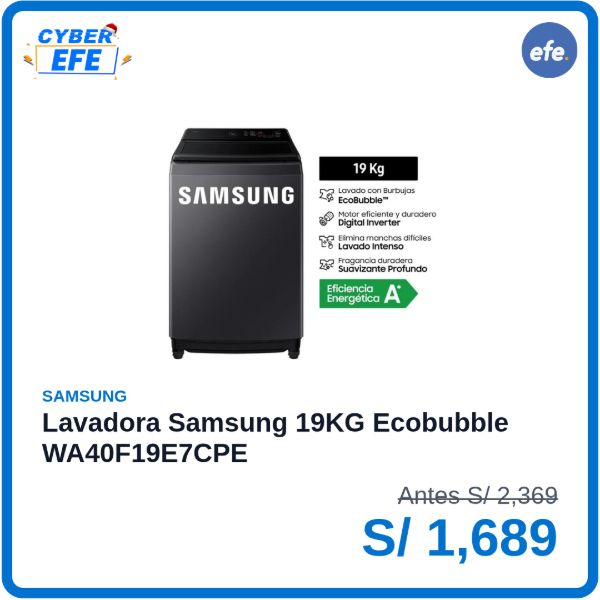 CYBER
EFE
efe.
SAMSUNG
19 Kg
Lavado con Burbujas
EcoBubble™
Motor eficiente y duradero
Digital Inverter
Elimina manchas difíciles
Lavado Intenso
Fragancia duradera
Suavizante Profundo
Eficiencia
Energética A*
SAMSUNG
Lavadora Samsung 19KG Ecobubble
WA40F19E7CPE
Antes S/ 2,369
S/ 1,689